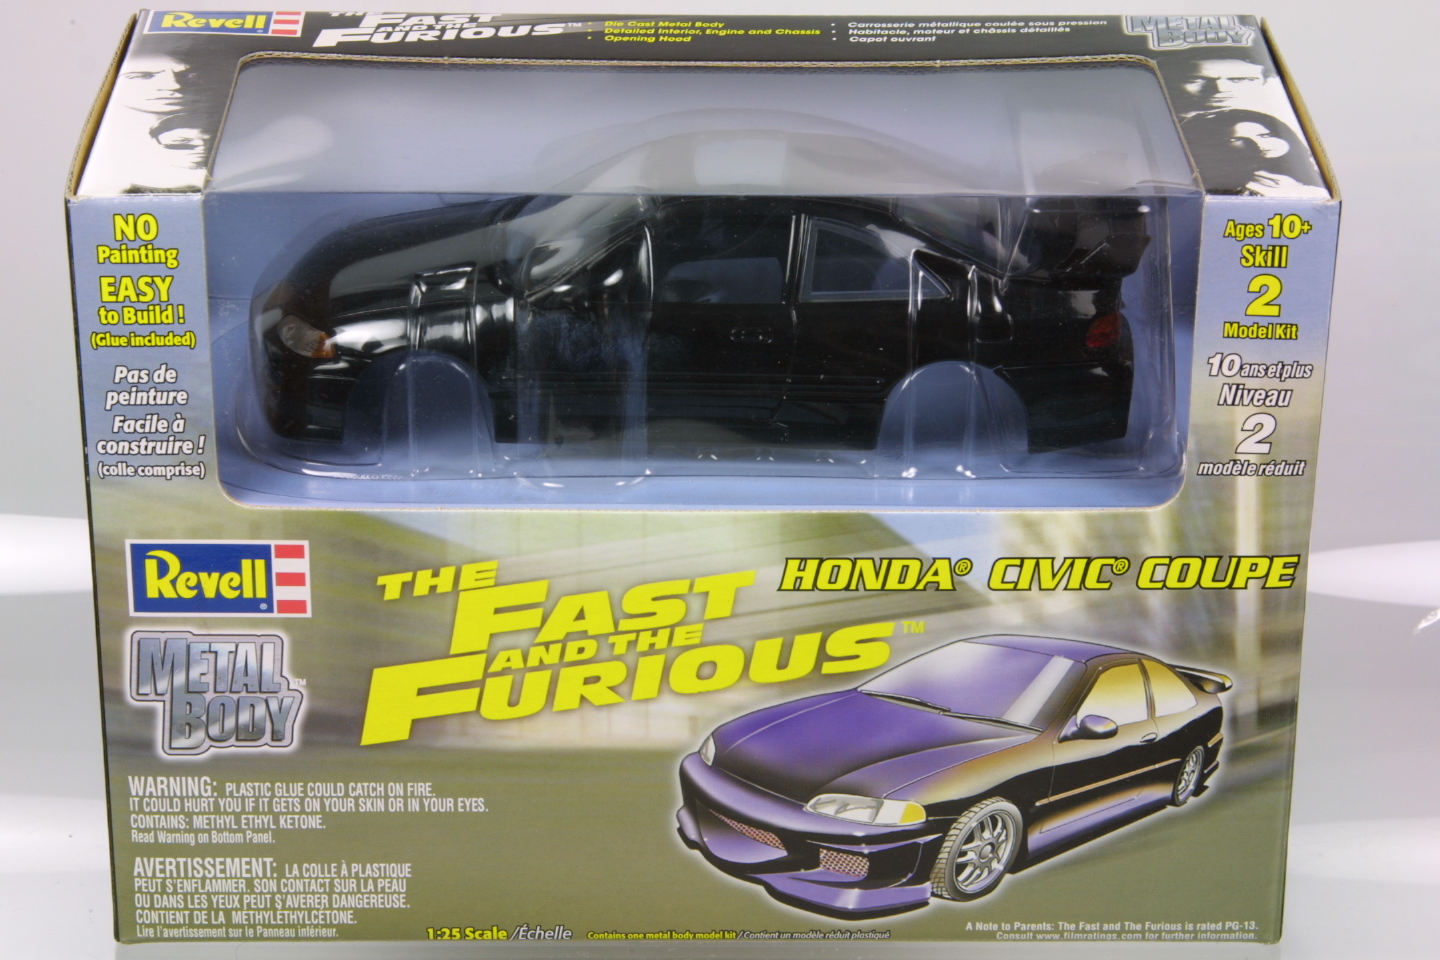 Revell
THE FAST AND THE FURIOUS™
• Die Cast Metal Body
• Detailed Interior, Engine and Chassis
• Opening Hood
• Carrosserie métallique coulée sous pression
• Habitacle, moteur et châssis détaillés
• Capot ouvrant
METAL BODY
NO
Painting
EASY
to Build !
(Glue included)
Pas de
peinture
Facile à
construire !
(colle comprise)
Ages 10+
Skill
2
Model Kit
10 ans et plus
Niveau
2
modèle réduit
Revell®
METAL BODY™
THE
FAST
AND THE
FURIOUS™
HONDA® CIVIC® COUPE
WARNING: PLASTIC GLUE COULD CATCH ON FIRE.
IT COULD HURT YOU IF IT GETS ON YOUR SKIN OR IN YOUR EYES.
CONTAINS: METHYL ETHYL KETONE.
Read Warning on Bottom Panel.
AVERTISSEMENT: LA COLLE À PLASTIQUE
PEUT S'ENFLAMMER. SON CONTACT SUR LA PEAU
OU DANS LES YEUX PEUT S'AVERER DANGEREUSE.
CONTIENT DE LA MÉTHYLÉTHYLCÉTONE.
Lire l'avertissement sur le Panneau intérieur.
1:25 Scale /Échelle
Contains one metal body model kit / Contient un modèle réduit plastiqué
A Note to Parents: The Fast and The Furious is rated PG-13.
Consult www.filmratings.com for further information.